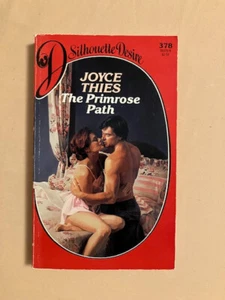 D Silhouette Desire
378
JOYCE
THIES
The Primrose
Path